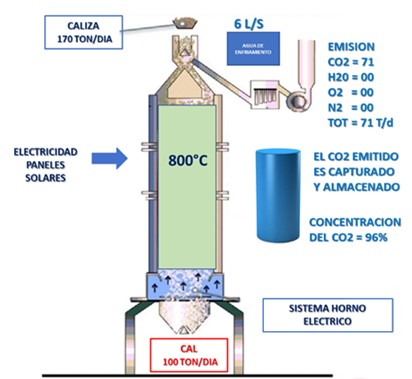 CALIZA
170 TON/DIA
6 L/S
AGUA DE
ENFRIAMIENTO
EMISION
CO2 = 71
H20 = 00
O2 = 00
N2 = 00
TOT = 71 T/d
ELECTRICIDAD
PANELES
SOLARES
800°C
EL CO2 EMITIDO
ES CAPTURADO
Y ALMACENADO
CONCENTRACION
DEL CO2 = 96%
SISTEMA HORNO
ELECTRICO
CAL
100 TON/DIA